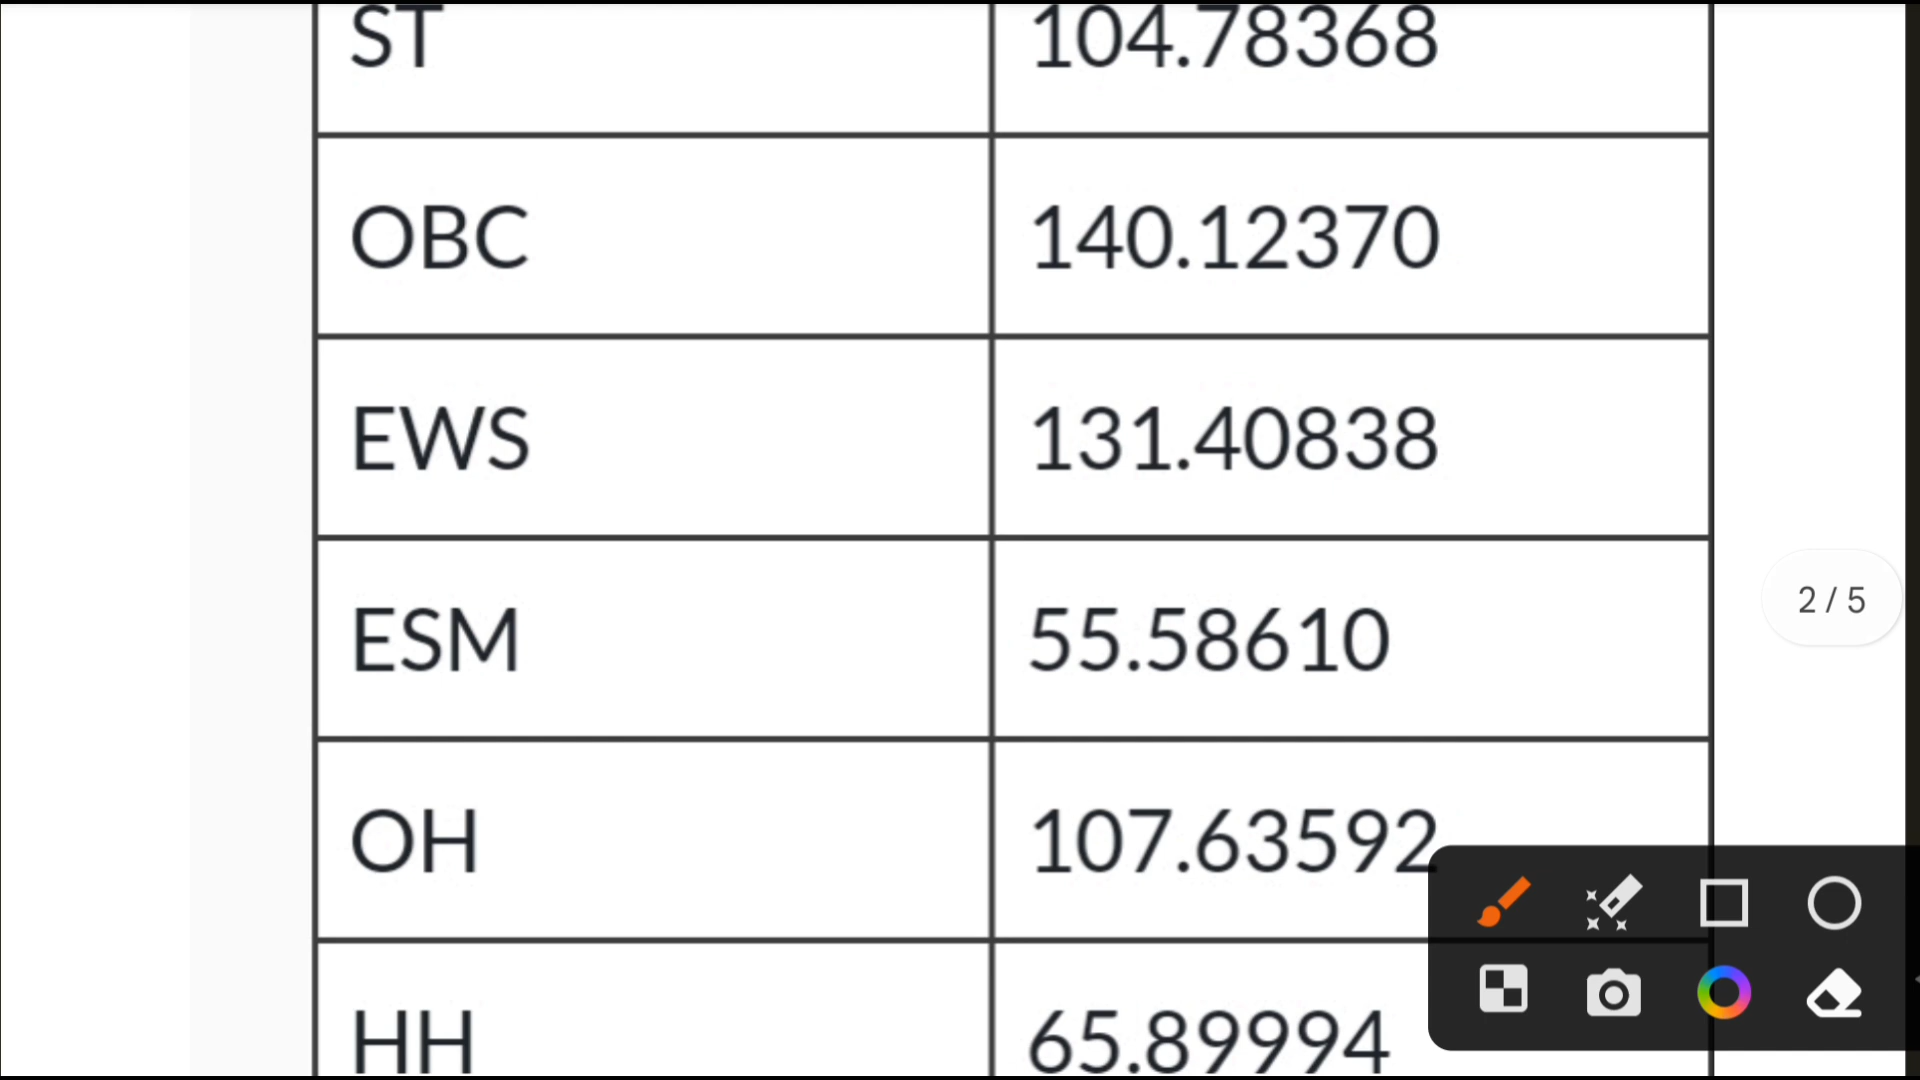 ST 104.78368
OBC 140.12370
EWS 131.40838
ESM 55.58610
OH 107.63592
HH 65.89994
2 / 5